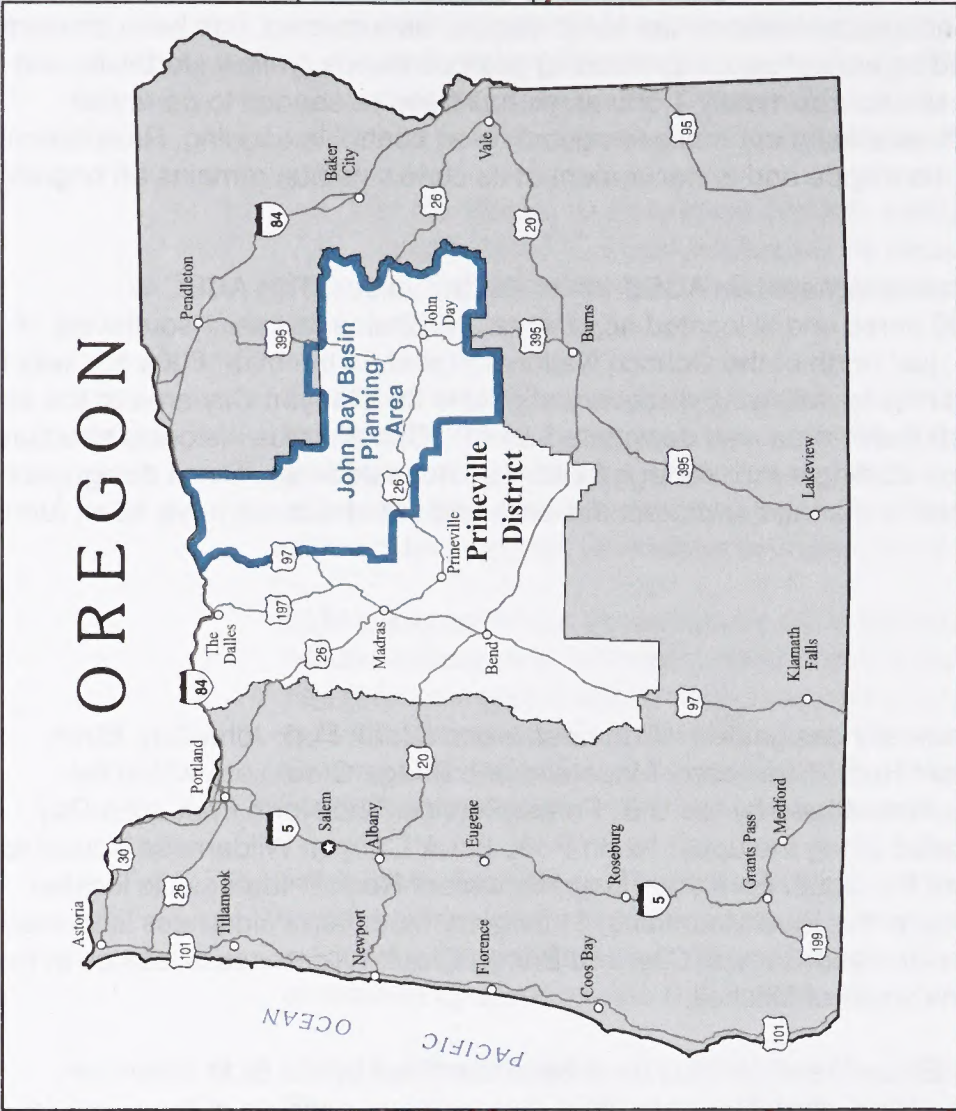 OREGON
Astoria
30
26
101
Tillamook
Portland
84
The
Dalles
197
97
Pendleton
395
84
Baker
City
5
Salem
26
John Day Basin
Planning
Area
26
John
Day
26
Vale
Newport
Albany
20
Madras
Prineville
Prineville
District
Florence
Eugene
Bend
395
20
Burns
PACIFIC
OCEAN
Coos Bay
Roseburg
5
97
395
95
101
199
Grants Pass
Medford
Klamath
Falls
Lakeview